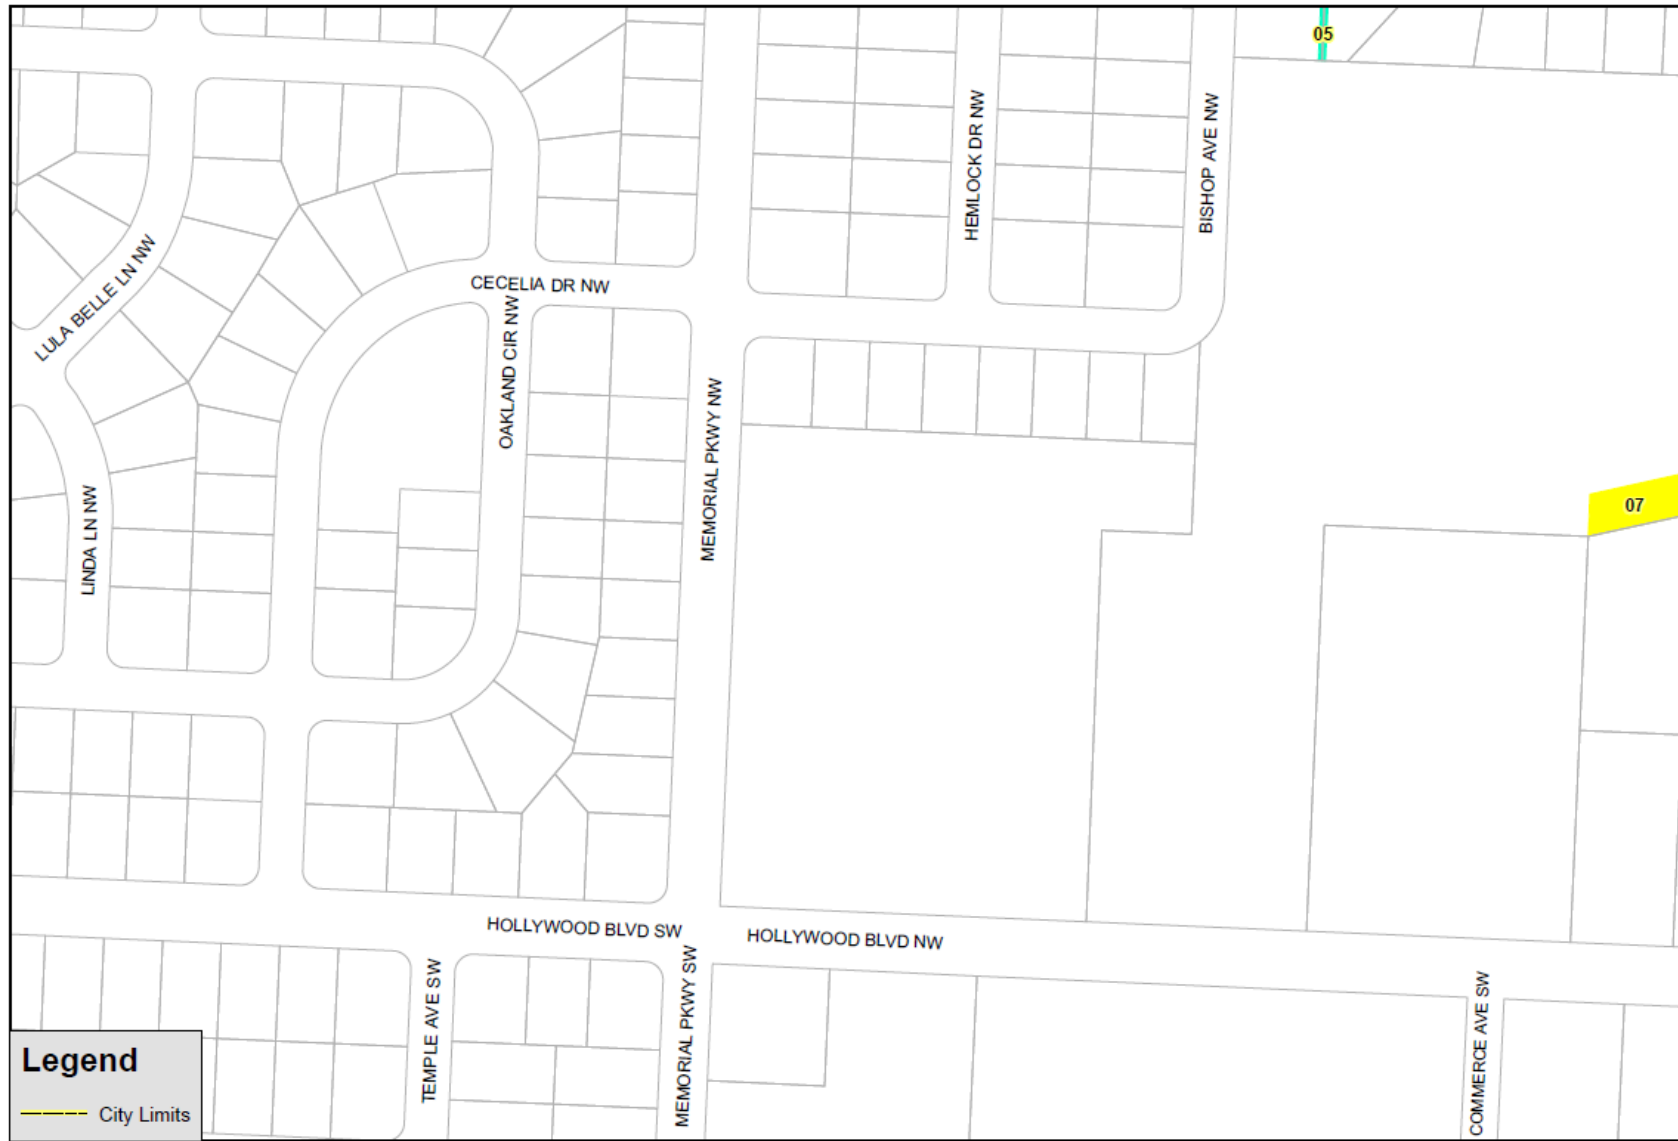 05
HEMLOCK DR NW
BISHOP AVE NW
LULA BELLE LN NW
CECELIA DR NW
OAKLAND CIR NW
MEMORIAL PKWY NW
LINDA LN NW
07
HOLLYWOOD BLVD SW
HOLLYWOOD BLVD NW
TEMPLE AVE SW
MEMORIAL PKWY SW
COMMERCE AVE SW
Legend
City Limits